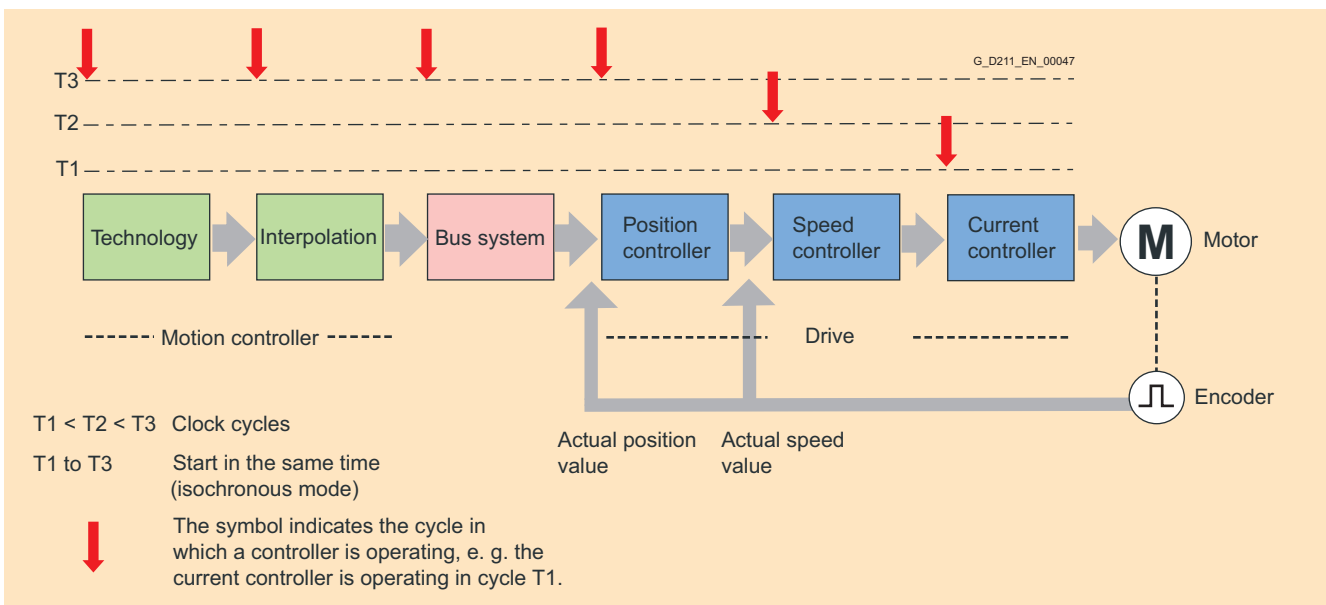 G_D211_EN_00047
T3
T2
T1
Technology
Interpolation
Bus system
Position
controller
Speed
controller
Current
controller
M
Motor
Motion controller
Drive
Encoder
Actual position
value
Actual speed
value
T1 < T2 < T3 Clock cycles
T1 to T3 Start in the same time
(isochronous mode)
The symbol indicates the cycle in
which a controller is operating, e. g. the
current controller is operating in cycle T1.